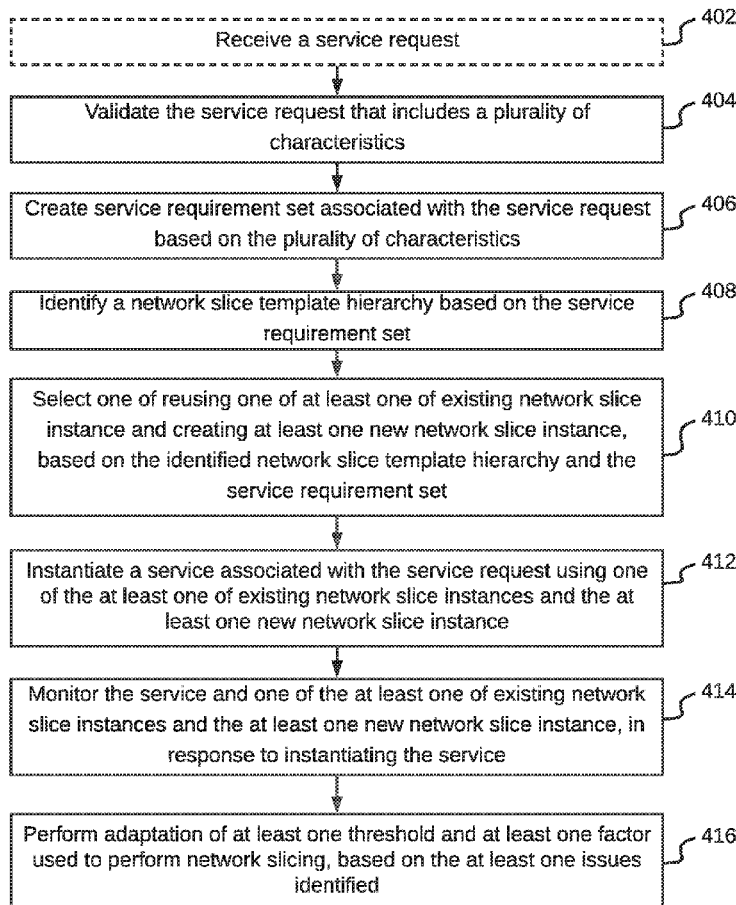 Receive a service request
402
Validate the service request that includes a plurality of
characteristics
404
Create service requirement set associated with the service request
based on the plurality of characteristics
406
Identify a network slice template hierarchy based on the service
requirement set
408
Select one of reusing one of at least one of existing network slice
instance and creating at least one new network slice instance,
based on the identified network slice template hierarchy and the
service requirement set
410
Instantiate a service associated with the service request using one
of the at least one of existing network slice instances and the at
least one new network slice instance
412
Monitor the service and one of the at least one of existing network
slice instances and the at least one new network slice instance, in
response to instantiating the service
414
Perform adaptation of at least one threshold and at least one factor
used to perform network slicing, based on the at least one issues
identified
416